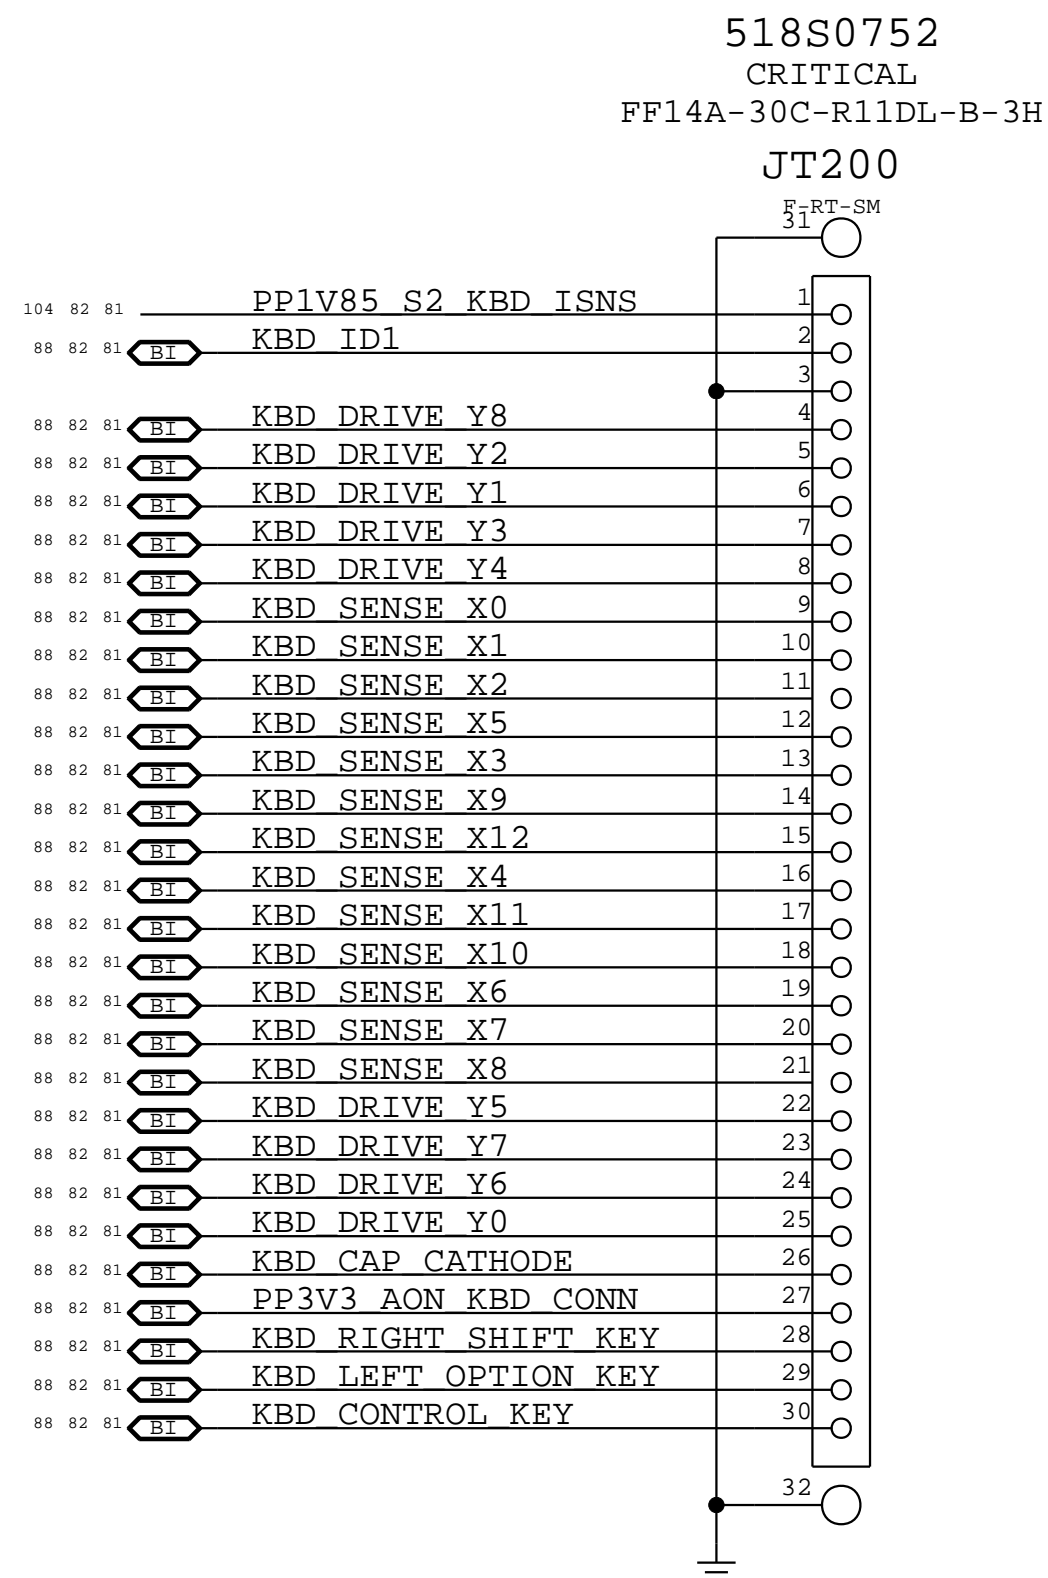 518S0752
CRITICAL
FF14A-30C-R11DL-B-3H
JT200
F-RT-SM
31
104 82 81 PP1V85_S2_KBD_ISNS 1
88 82 81 BI KBD_ID1 2
3
88 82 81 BI KBD_DRIVE_Y8 4
88 82 81 BI KBD_DRIVE_Y2 5
88 82 81 BI KBD_DRIVE_Y1 6
88 82 81 BI KBD_DRIVE_Y3 7
88 82 81 BI KBD_DRIVE_Y4 8
88 82 81 BI KBD_SENSE_X0 9
88 82 81 BI KBD_SENSE_X1 10
88 82 81 BI KBD_SENSE_X2 11
88 82 81 BI KBD_SENSE_X5 12
88 82 81 BI KBD_SENSE_X3 13
88 82 81 BI KBD_SENSE_X9 14
88 82 81 BI KBD_SENSE_X12 15
88 82 81 BI KBD_SENSE_X4 16
88 82 81 BI KBD_SENSE_X11 17
88 82 81 BI KBD_SENSE_X10 18
88 82 81 BI KBD_SENSE_X6 19
88 82 81 BI KBD_SENSE_X7 20
88 82 81 BI KBD_SENSE_X8 21
88 82 81 BI KBD_DRIVE_Y5 22
88 82 81 BI KBD_DRIVE_Y7 23
88 82 81 BI KBD_DRIVE_Y6 24
88 82 81 BI KBD_DRIVE_Y0 25
88 82 81 BI KBD_CAP_CATHODE 26
88 82 81 BI PP3V3_AON_KBD_CONN 27
88 82 81 BI KBD_RIGHT_SHIFT_KEY 28
88 82 81 BI KBD_LEFT_OPTION_KEY 29
88 82 81 BI KBD_CONTROL_KEY 30
32